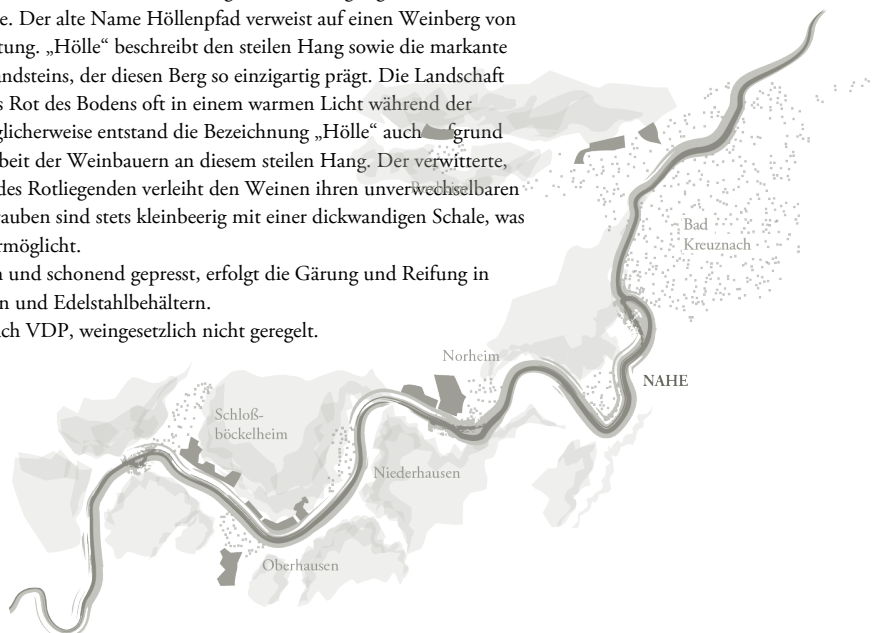 e. Der alte Name Höllenpfad verweist auf einen Weinberg von
tung. „Hölle“ beschreibt den steilen Hang sowie die markante
andsteins, der diesen Berg so einzigartig prägt. Die Landschaft
s Rot des Bodens oft in einem warmen Licht während der
glicherweise entstand die Bezeichnung „Hölle“ auch aufgrund
beit der Weinbauern an diesem steilen Hang. Der verwitterte,
des Rotliegenden verleiht den Weinen ihren unverwechselbaren
rauben sind stets kleinbeerig mit einer dickwandigen Schale, was
rmöglicht.
n und schonend gepresst, erfolgt die Gärung und Reifung in
n und Edelstahlbehältern.
ch VDP, weingesetzlich nicht geregelt.
Bad
Kreuznach
Norheim
NAHE
Schloß-
böckelheim
Niederhausen
Oberhausen